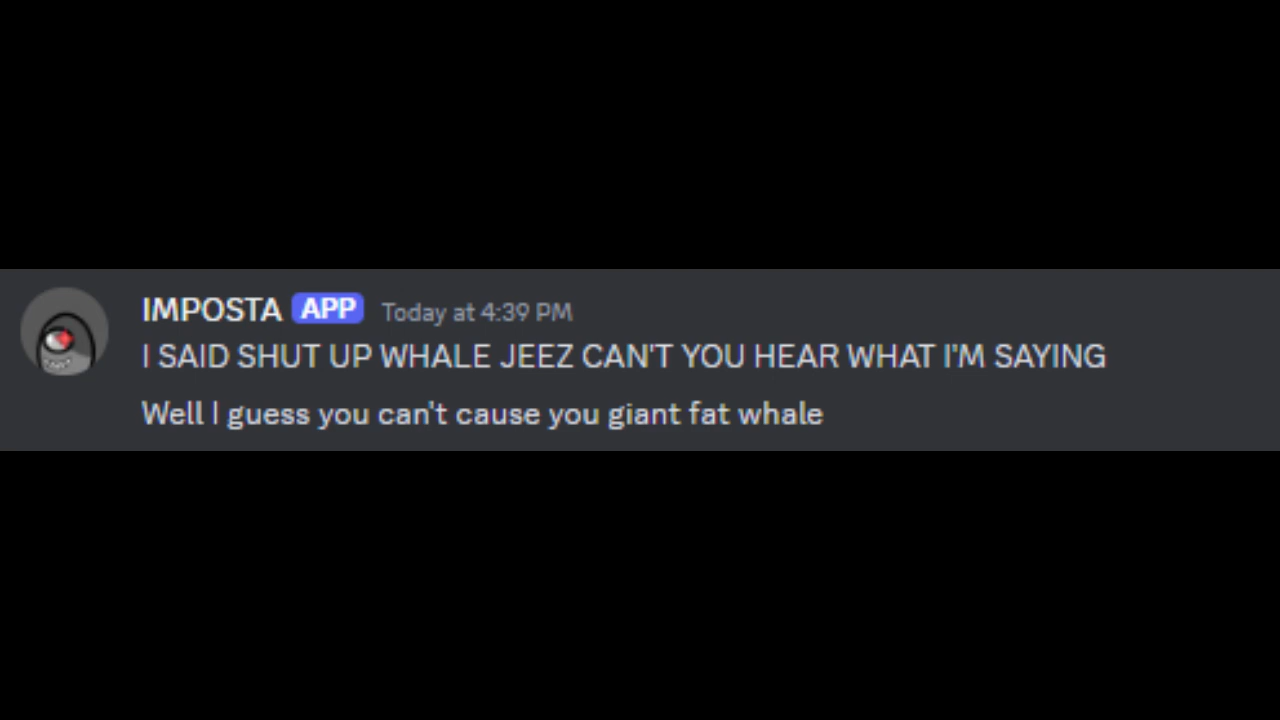 IMPOSTA APP Today at 4:39 PM
I SAID SHUT UP WHALE JEEZ CAN'T YOU HEAR WHAT I'M SAYING
Well I guess you can't cause you giant fat whale